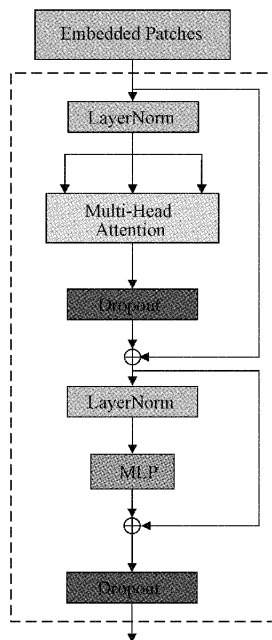 Embedded Patches
LayerNorm
Multi-Head
Attention
Dropout
LayerNorm
MLP
Dropout